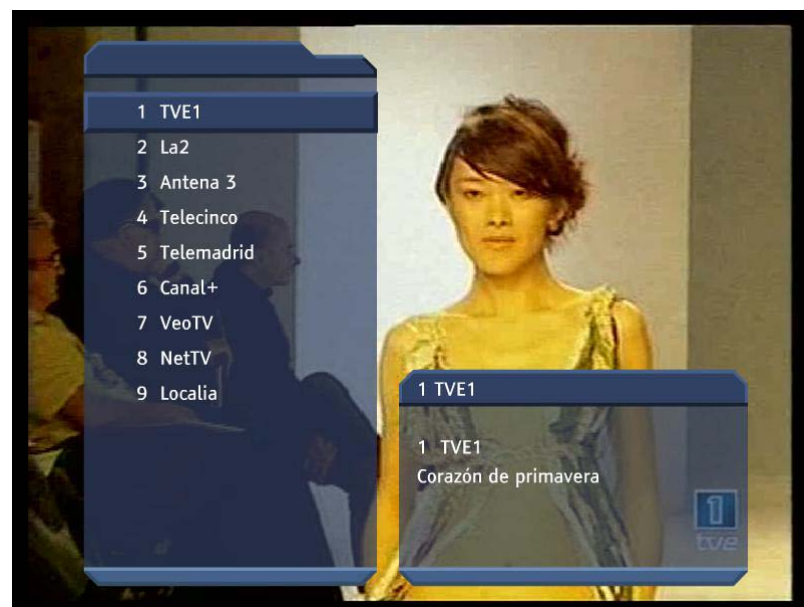 1 TVE1
2 La2
3 Antena 3
4 Telecinco
5 Telemadrid
6 Canal+
7 VeoTV
8 NetTV
9 Localia
1 TVE1
1 TVE1
Corazón de primavera
1
tve